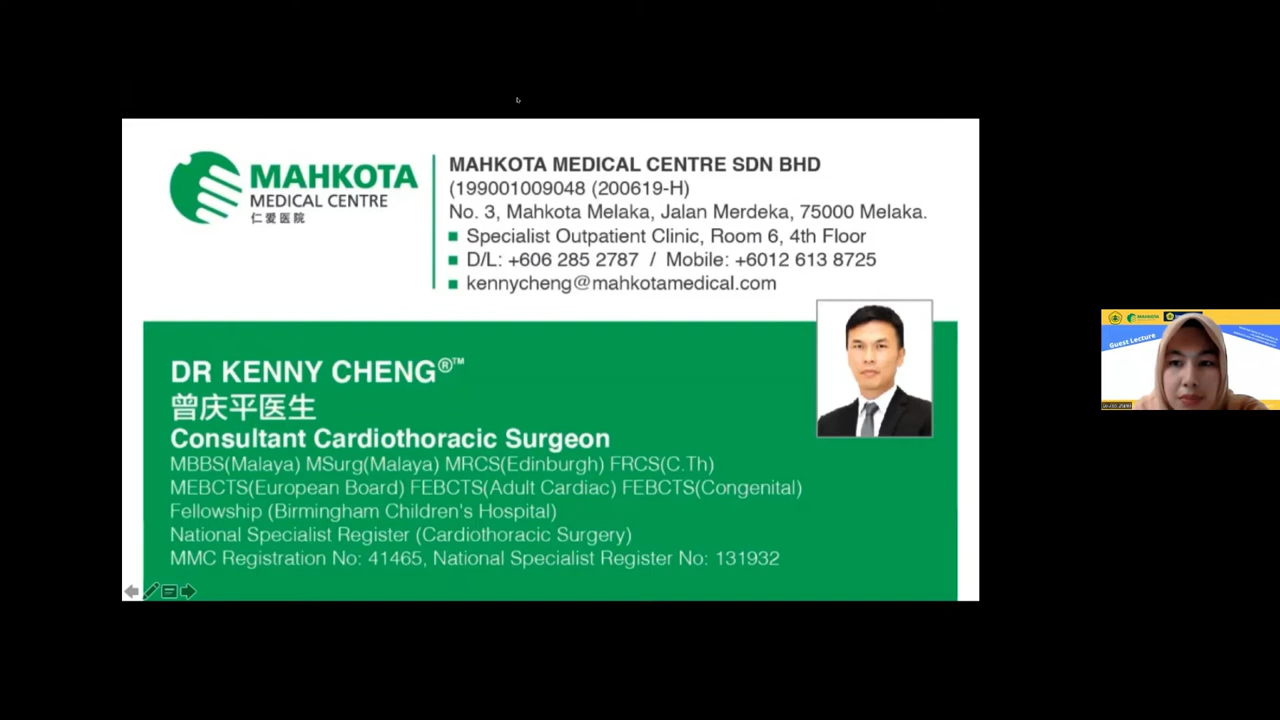 MAHKOTA
MEDICAL CENTRE
仁爱医院
MAHKOTA MEDICAL CENTRE SDN BHD
(199001009048 (200619-H)
No. 3, Mahkota Melaka, Jalan Merdeka, 75000 Melaka.
Specialist Outpatient Clinic, Room 6, 4th Floor
D/L: +606 285 2787 / Mobile: +6012 613 8725
kennycheng@mahkotamedical.com
DR KENNY CHENG®™
曾庆平医生
Consultant Cardiothoracic Surgeon
MBBS(Malaya) MSurg(Malaya) MRCS(Edinburgh) FRCS(C.Th)
MEBCTS(European Board) FEBCTS(Adult Cardiac) FEBCTS(Congenital)
Fellowship (Birmingham Children's Hospital)
National Specialist Register (Cardiothoracic Surgery)
MMC Registration No: 41465, National Specialist Register No: 131932
MAHKOTA
Guest Lecture